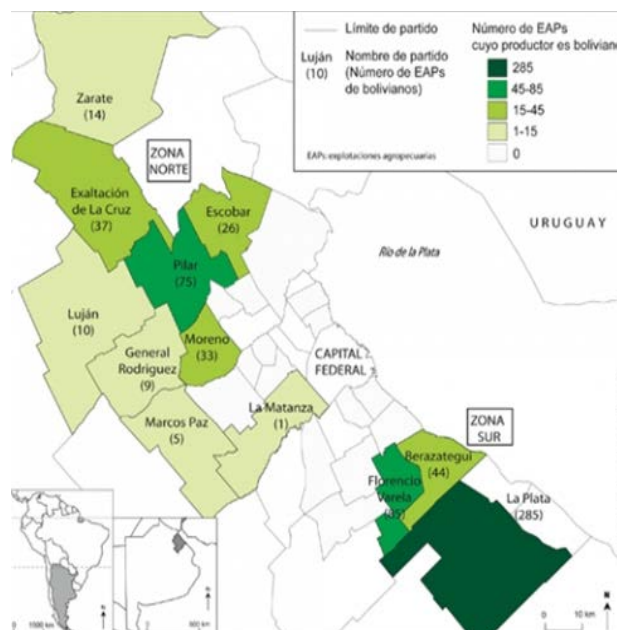 Límite de partido
Luján
(10)
Nombre de partido
(Número de EAPs
de bolivianos)
EAPs explotaciones agropecuarias
Número de EAPs
cuyo productor es boliviano
285
45-85
15-45
1-15
0
Zarate
(14)
ZONA
NORTE
Exaltación
de La Cruz
(37)
Escobar
(26)
URUGUAY
Río de la Plata
Pilar
(75)
Luján
(10)
Moreno
(33)
General
Rodriguez
(9)
CAPITAL
FEDERAL
La Matanza
(1)
Marcos Paz
(5)
ZONA
SUR
Berazategui
(44)
Florencio
Varela
La Plata
(285)
0
1500 km
N
N
0
10 km
N